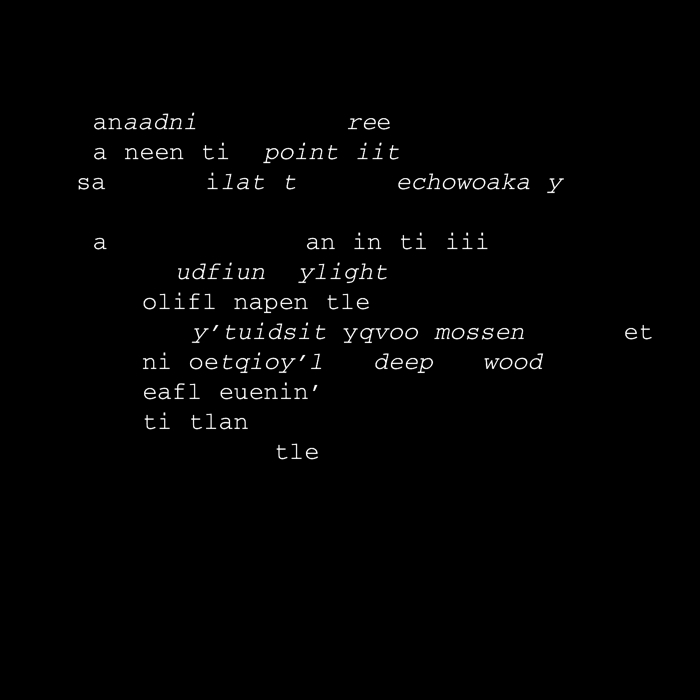 anaadni ree
a neen ti point iit
sa ilat t echowoaka y
a an in ti iii
udfiun ylight
olifl napen tle
y’tuidsit yqvoo mossen et
ni oetqioy’l deep wood
eafl euenin’
ti tlan
tle